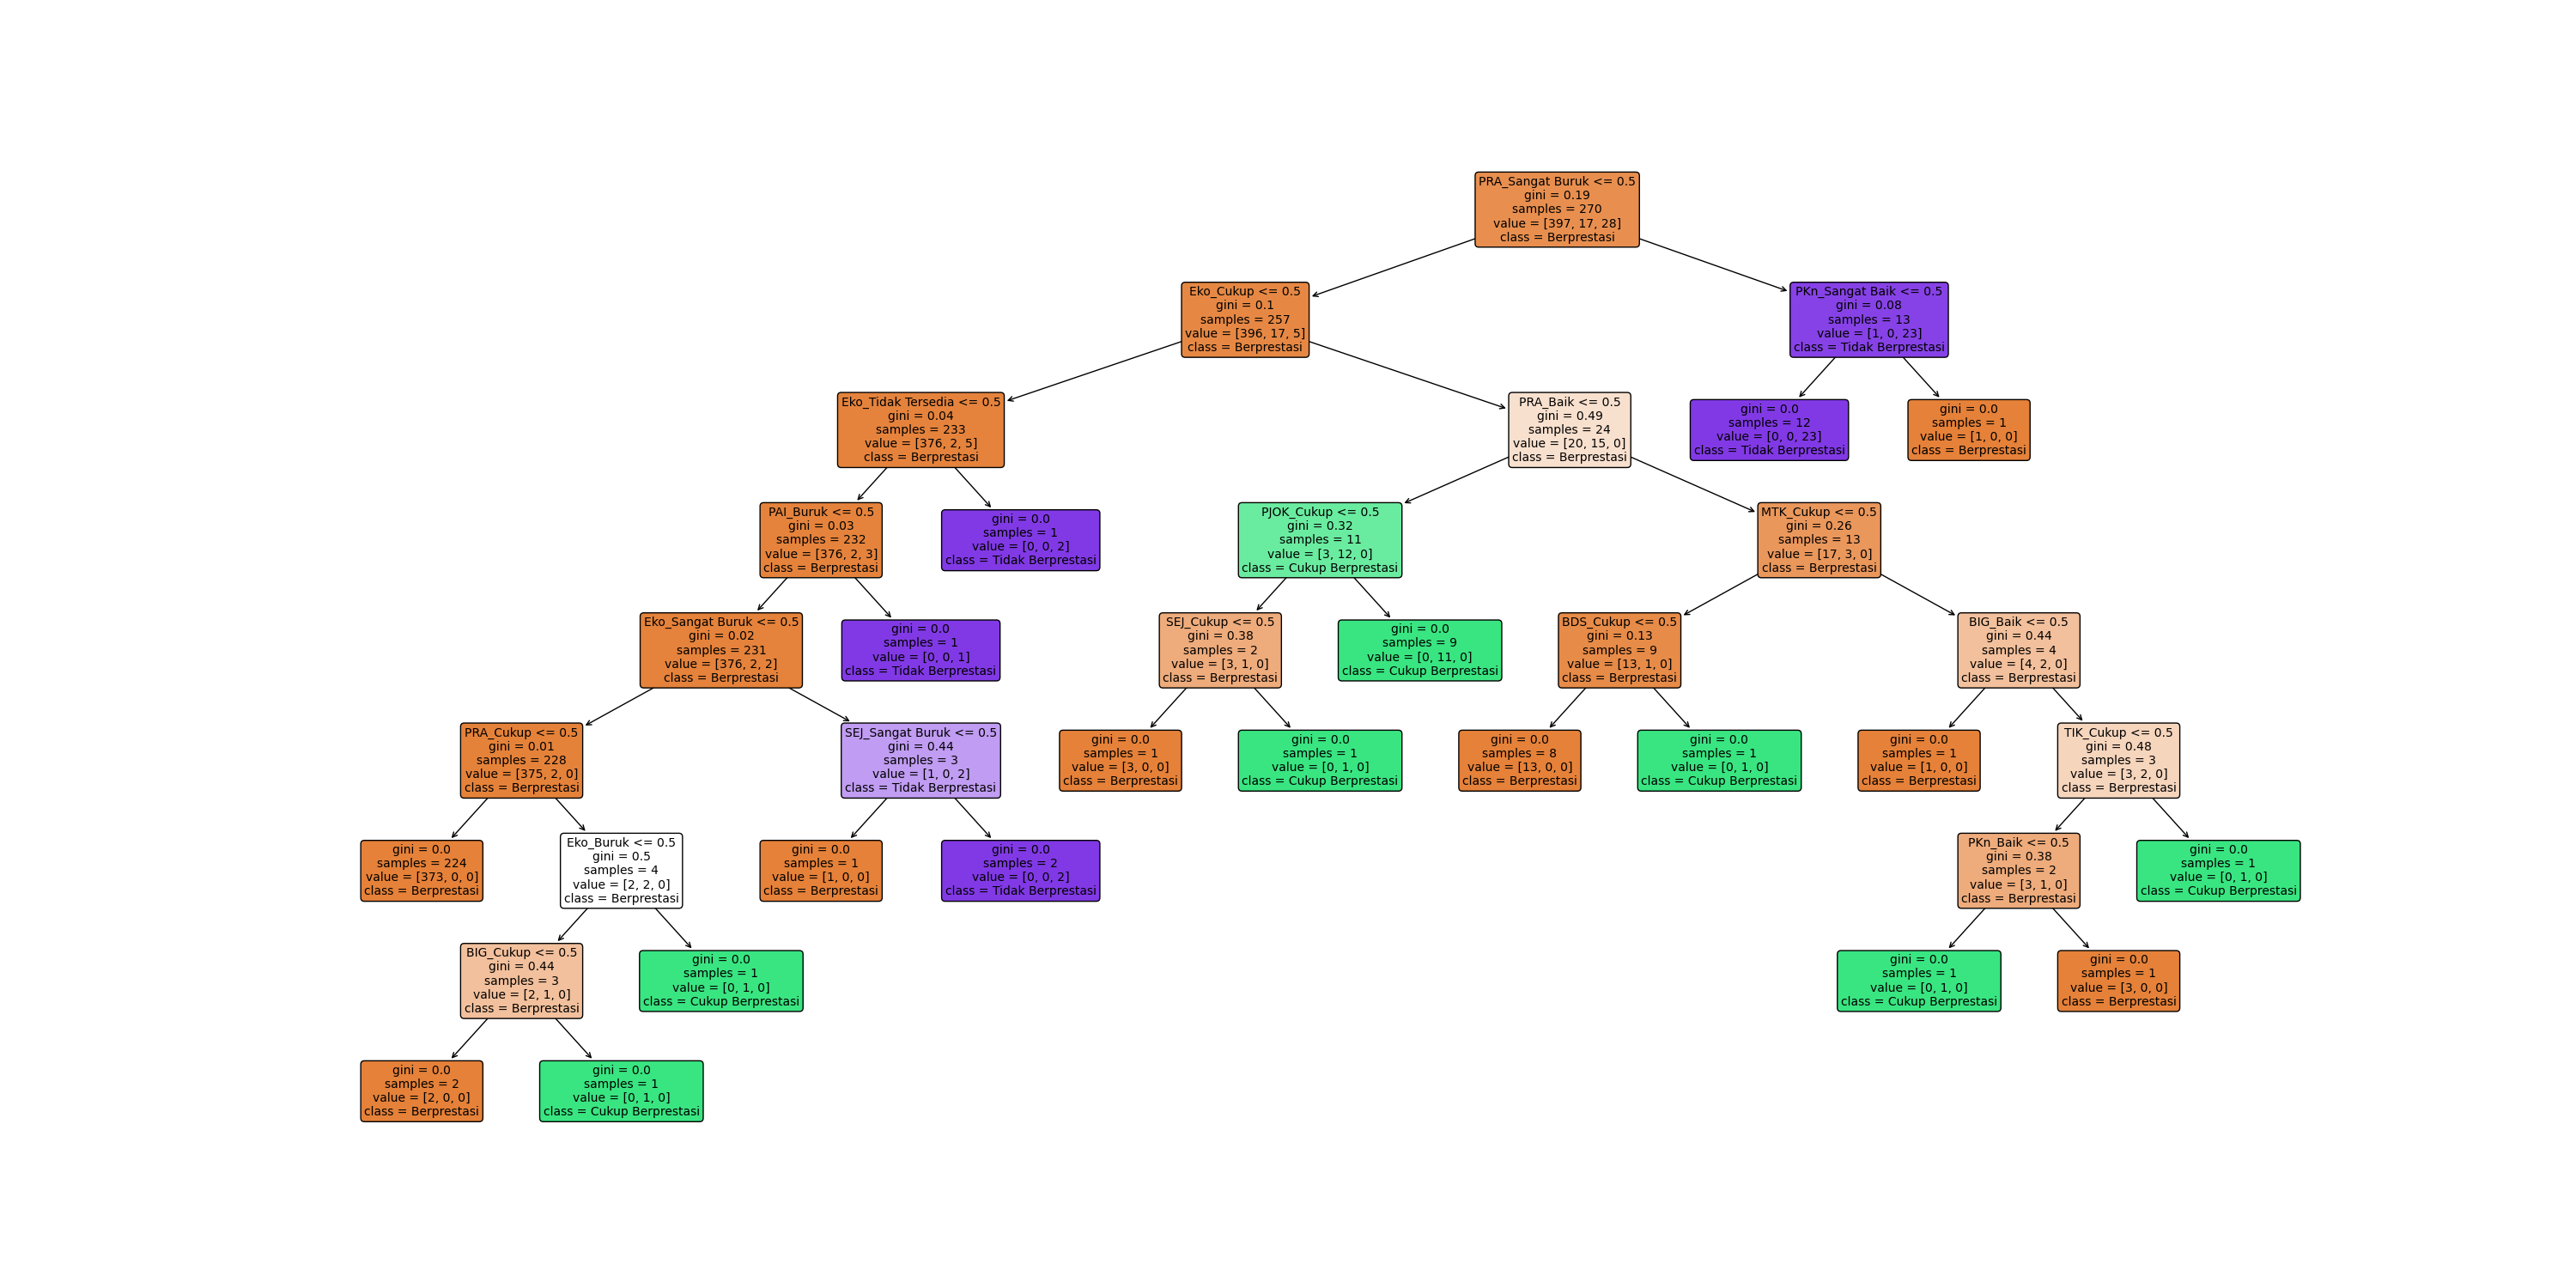 PRA_Sangat Buruk <= 0.5
gini = 0.19
samples = 270
value = [397, 17, 28]
class = Berprestasi
Eko_Cukup <= 0.5
gini = 0.1
samples = 257
value = [396, 17, 5]
class = Berprestasi
PKn_Sangat Baik <= 0.5
gini = 0.08
samples = 13
value = [1, 0, 23]
class = Tidak Berprestasi
Eko_Tidak Tersedia <= 0.5
gini = 0.04
samples = 233
value = [376, 2, 5]
class = Berprestasi
PRA_Baik <= 0.5
gini = 0.49
samples = 24
value = [20, 15, 0]
class = Berprestasi
gini = 0.0
samples = 12
value = [0, 0, 23]
class = Tidak Berprestasi
gini = 0.0
samples = 1
value = [1, 0, 0]
class = Berprestasi
PAI_Buruk <= 0.5
gini = 0.03
samples = 232
value = [376, 2, 3]
class = Berprestasi
gini = 0.0
samples = 1
value = [0, 0, 2]
class = Tidak Berprestasi
PJOK_Cukup <= 0.5
gini = 0.32
samples = 11
value = [3, 12, 0]
class = Cukup Berprestasi
MTK_Cukup <= 0.5
gini = 0.26
samples = 13
value = [17, 3, 0]
class = Berprestasi
Eko_Sangat Buruk <= 0.5
gini = 0.02
samples = 231
value = [376, 2, 2]
class = Berprestasi
gini = 0.0
samples = 1
value = [0, 0, 1]
class = Tidak Berprestasi
SEJ_Cukup <= 0.5
gini = 0.38
samples = 2
value = [3, 1, 0]
class = Berprestasi
gini = 0.0
samples = 9
value = [0, 11, 0]
class = Cukup Berprestasi
BDS_Cukup <= 0.5
gini = 0.13
samples = 9
value = [13, 1, 0]
class = Berprestasi
BIG_Baik <= 0.5
gini = 0.44
samples = 4
value = [4, 2, 0]
class = Berprestasi
PRA_Cukup <= 0.5
gini = 0.01
samples = 228
value = [375, 2, 0]
class = Berprestasi
SEJ_Sangat Buruk <= 0.5
gini = 0.44
samples = 3
value = [1, 0, 2]
class = Tidak Berprestasi
gini = 0.0
samples = 1
value = [3, 0, 0]
class = Berprestasi
gini = 0.0
samples = 1
value = [0, 1, 0]
class = Cukup Berprestasi
gini = 0.0
samples = 8
value = [13, 0, 0]
class = Berprestasi
gini = 0.0
samples = 1
value = [0, 1, 0]
class = Cukup Berprestasi
gini = 0.0
samples = 1
value = [1, 0, 0]
class = Berprestasi
TIK_Cukup <= 0.5
gini = 0.48
samples = 3
value = [3, 2, 0]
class = Berprestasi
gini = 0.0
samples = 224
value = [373, 0, 0]
class = Berprestasi
Eko_Buruk <= 0.5
gini = 0.5
samples = 4
value = [2, 2, 0]
class = Berprestasi
gini = 0.0
samples = 1
value = [1, 0, 0]
class = Berprestasi
gini = 0.0
samples = 2
value = [0, 0, 2]
class = Tidak Berprestasi
PKn_Baik <= 0.5
gini = 0.38
samples = 2
value = [3, 1, 0]
class = Berprestasi
gini = 0.0
samples = 1
value = [0, 1, 0]
class = Cukup Berprestasi
BIG_Cukup <= 0.5
gini = 0.44
samples = 3
value = [2, 1, 0]
class = Berprestasi
gini = 0.0
samples = 1
value = [0, 1, 0]
class = Cukup Berprestasi
gini = 0.0
samples = 1
value = [0, 1, 0]
class = Cukup Berprestasi
gini = 0.0
samples = 1
value = [3, 0, 0]
class = Berprestasi
gini = 0.0
samples = 2
value = [2, 0, 0]
class = Berprestasi
gini = 0.0
samples = 1
value = [0, 1, 0]
class = Cukup Berprestasi